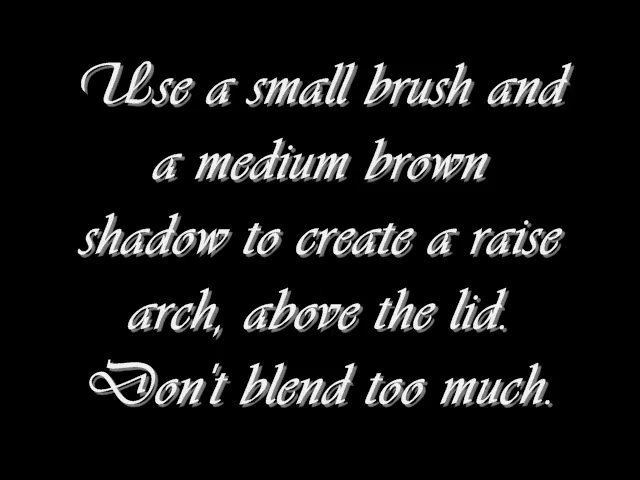 Use a small brush and
a medium brown
shadow to create a raise
arch, above the lid.
Don't blend too much.